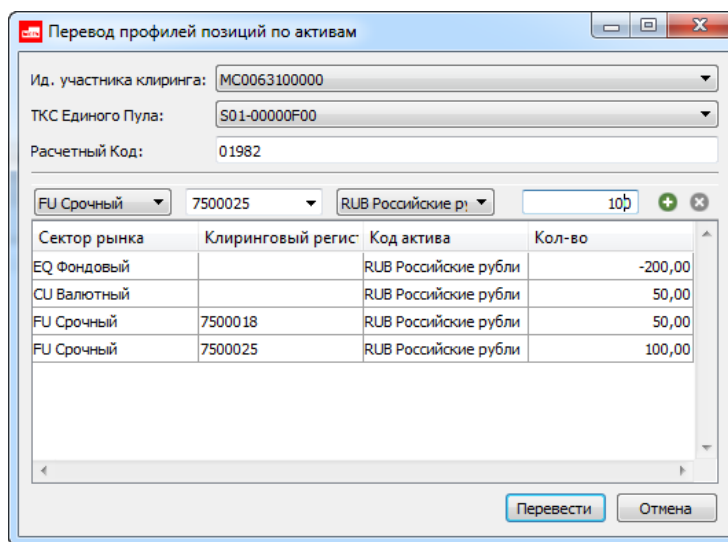 Перевод профилей позиций по активам
Ид. участника клиринга: MC0063100000
ТКС Единого Пула: S01-00000F00
Расчетный Код: 01982
FU Срочный 7500025 RUB Российские ру 100
Сектор рынка Клиринговый регист Код актива Кол-во
EQ Фондовый RUB Российские рубли -200,00
CU Валютный RUB Российские рубли 50,00
FU Срочный 7500018 RUB Российские рубли 50,00
FU Срочный 7500025 RUB Российские рубли 100,00
Перевести Отмена